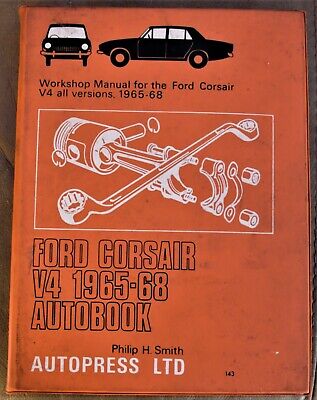 Workshop Manual for the Ford Corsair
V4 all versions, 1965-68
FORD CORSAIR
V4 1965-68
AUTOBOOK
Philip H. Smith
AUTOPRESS LTD
143